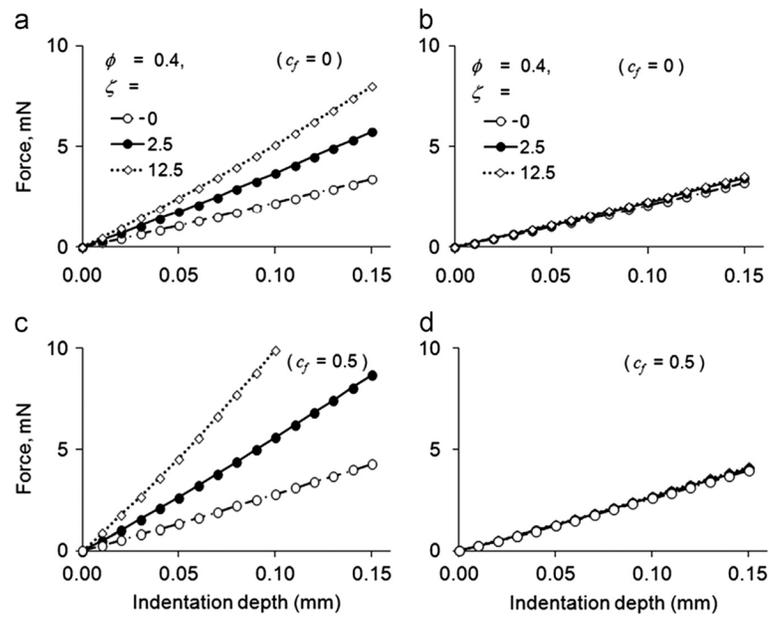 a
10
5
0
Force, mN
ϕ = 0.4,
(c_f = 0)
ζ =
-0
2.5
12.5
0.00 0.05 0.10 0.15
b
10
5
0
ϕ = 0.4,
(c_f = 0)
ζ =
-0
2.5
12.5
0.00 0.05 0.10 0.15
c
10
5
0
Force, mN
(c_f = 0.5)
0.00 0.05 0.10 0.15
Indentation depth (mm)
d
10
5
0
(c_f = 0.5)
0.00 0.05 0.10 0.15
Indentation depth (mm)